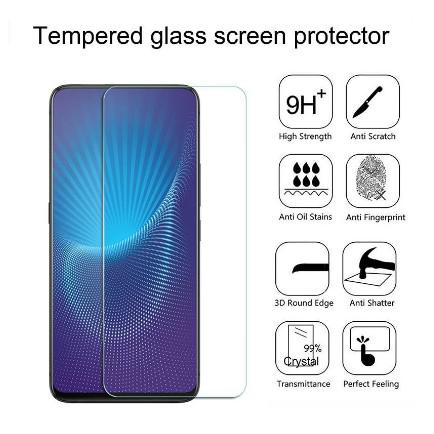 Tempered glass screen protector
9H+
High Strength
Anti Scratch
Anti Oil Stains
Anti Fingerprint
3D Round Edge
Anti Shatter
99%
Crystal
Transmittance
Perfect Feeling